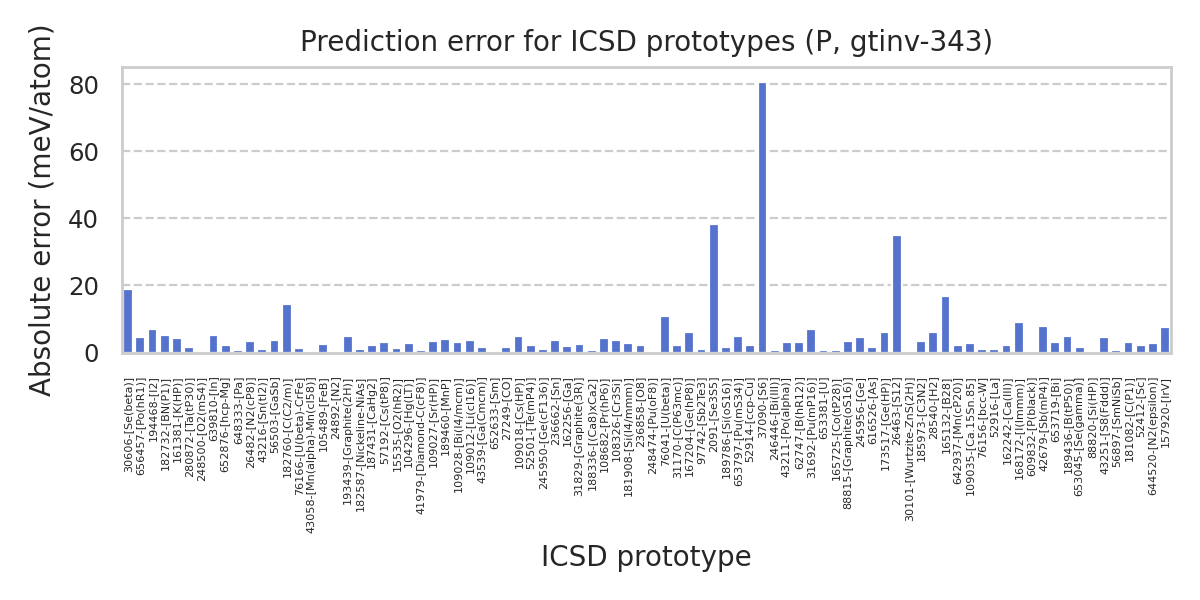 Prediction error for ICSD prototypes (P, gtinv-343)
Absolute error (meV/atom)
80
60
40
20
0
30606-[Se(beta)]
656457-[Po(hR1)]
194468-[I2]
182732-[BN(P1)]
161381-[K(HP)]
280872-[Ta(tP30)]
248500-[O2(mS4)]
639810-[In]
652876-[hcp-Mg]
648333-[Pa]
26482-[N2(cP8)]
43216-[Sn(tI2)]
56503-[GaSb]
182760-[C(C2/m)]
76166-[U(beta)-CrFe]
43058-[Mn(alpha)-Mn(cI58)]
105489-[FeB]
24892-[N2]
193439-[Graphite(2H)]
182587-[Nickeline-NiAs]
187431-[CaHg2]
57192-[Cs(tP8)]
15535-[O2(hR2)]
104296-[Hg(LT)]
41979-[Diamond-C(cF8)]
109027-[Sr(HP)]
189460-[MnP]
109028-[Bi(I4/mcm)]
109012-[Li(cI16)]
43539-[Ga(Cmcm)]
652633-[Sm]
27249-[CO]
109018-[Cs(HP)]
52501-[Te(mP4)]
245950-[Ge(cF136)]
236662-[Sn]
162256-[Ga]
31829-[Graphite(3R)]
188336-[(Ca8)xCa2]
108682-[Pr(hP6)]
108326-[Cr3Si]
181908-[Si(I4/mmm)]
236858-[O8]
248474-[Pu(oF8)]
76041-[U(beta)]
31170-[C(P63mc)]
167204-[Ge(hP8)]
97742-[Sb2Te3]
2091-[Se3S5]
189786-[Si(oS16)]
653797-[Pu(mS34)]
52914-[ccp-Cu]
37090-[S6]
246446-[Bi(III)]
43211-[Po(alpha)]
62747-[B(hR12)]
31692-[Pu(mP16)]
653381-[U]
165725-[Co(tP28)]
88815-[Graphite(oS16)]
245956-[Ge]
616526-[As]
173517-[Ge(HP)]
26463-[S12]
30101-[Wurtzite-ZnS(2H)]
185973-[C3N2]
28540-[H2]
165132-[B28]
642937-[Mn(cP20)]
109035-[Ca.15Sn.85]
76156-[bcc-W]
52916-[La]
162242-[Ca(III)]
168172-[I(Immm)]
609832-[P(black)]
42679-[Sb(mP4)]
189436-[B(tP50)]
653719-[Bi]
653045-[Se(gamma)]
88820-[Si(HP)]
43251-[S8(Fddd)]
56897-[SmNiSb]
181082-[C(P1)]
52412-[Sc]
644520-[N2(epsilon)]
157920-[IrV]
ICSD prototype